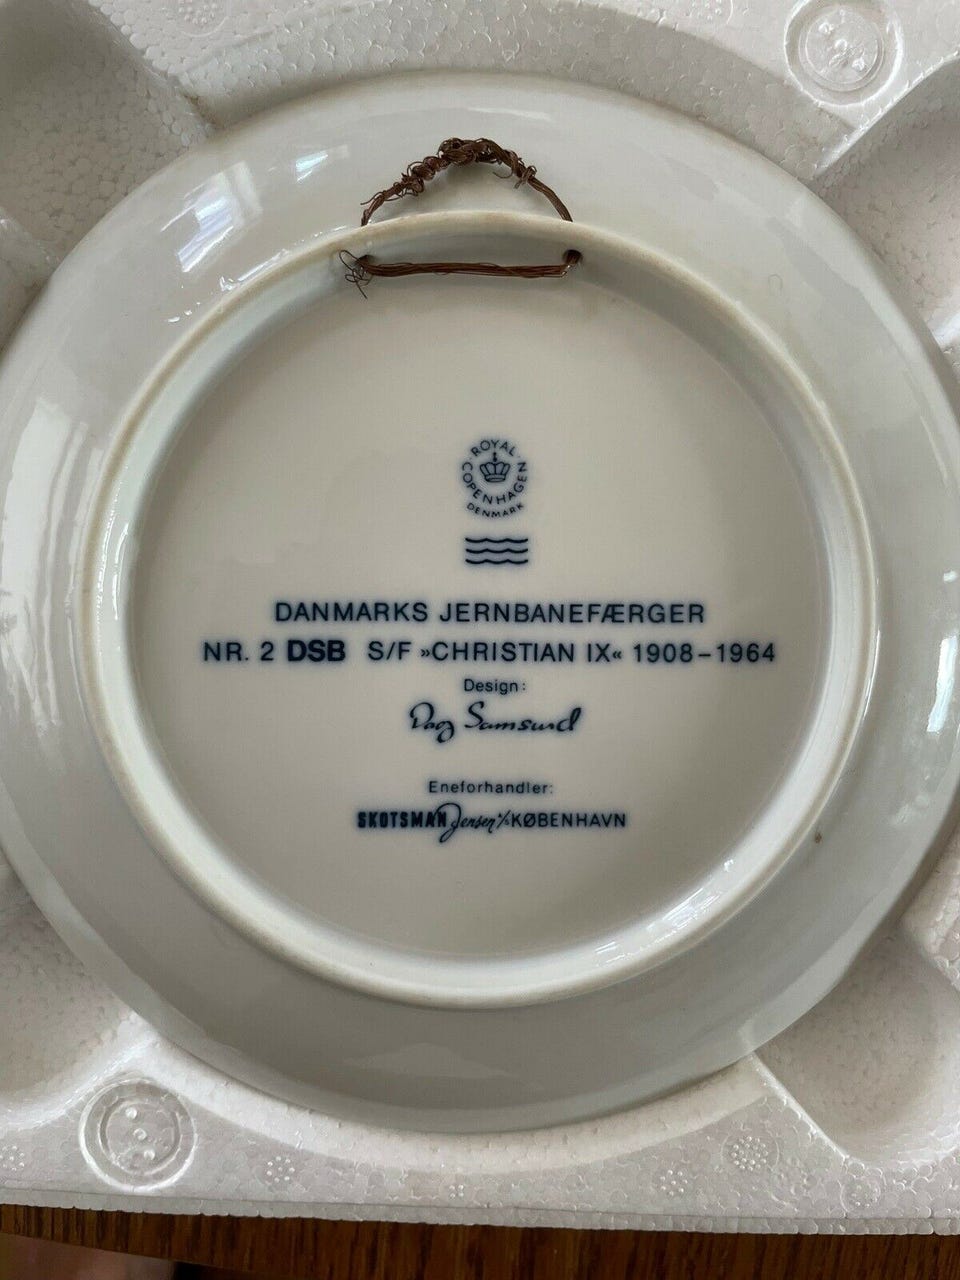 ROYAL COPENHAGEN
DENMARK
DANMARKS JERNBANEFÆRGER
NR. 2 DSB S/F »CHRISTIAN IX« 1908–1964
Design:
Dag Samsund
Eneforhandler:
SKOTSMAN Jensen A/S KØBENHAVN